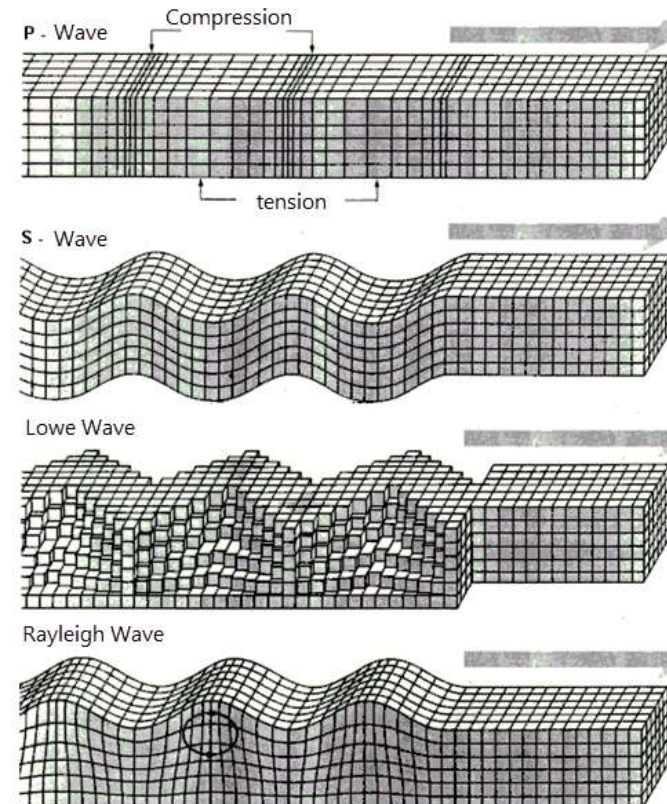 Compression
P - Wave
tension
S - Wave
Lowe Wave
Rayleigh Wave